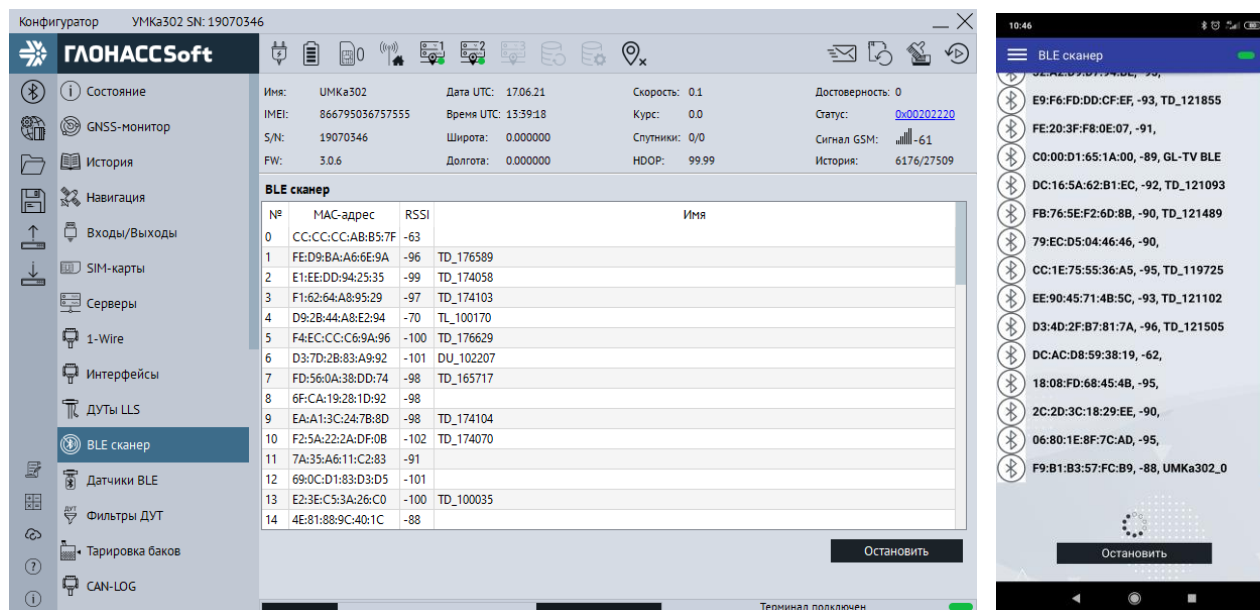 Конфигуратор УМКа302 SN: 19070346
ГЛОНАССSoft
0
1
2
Состояние
GNSS-монитор
История
Навигация
Входы/Выходы
SIM-карты
Серверы
1-Wire
Интерфейсы
ДУТы LLS
BLE сканер
Датчики BLE
Фильтры ДУТ
Тарировка баков
CAN-LOG
Имя: УМКа302 Дата UTC: 17.06.21 Скорость: 0.1 Достоверность: 0
IMEI: 866795036757555 Время UTC: 13:39:18 Курс: 0.0 Статус: 0x00202220
S/N: 19070346 Широта: 0.000000 Спутники: 0/0 Сигнал GSM: -61
FW: 3.0.6 Долгота: 0.000000 HDOP: 99.99 История: 6176/27509
BLE сканер
№ MAC-адрес RSSI Имя
0 CC:CC:CC:AB:B5:7F -63
1 FE:D9:BA:A6:6E:9A -96 TD_176589
2 E1:EE:DD:94:25:35 -99 TD_174058
3 F1:62:64:A8:95:29 -97 TD_174103
4 D9:2B:44:A8:E2:94 -70 TL_100170
5 F4:EC:CC:C6:9A:96 -100 TD_176629
6 D3:7D:2B:83:A9:92 -101 DU_102207
7 FD:56:0A:38:DD:74 -98 TD_165717
8 6F:CA:19:28:1D:92 -98
9 EA:A1:3C:24:7B:8D -98 TD_174104
10 F2:5A:22:2A:DF:0B -102 TD_174070
11 7A:35:A6:11:C2:83 -91
12 69:0C:D1:83:D3:D5 -101
13 E2:3E:C5:3A:26:C0 -100 TD_100035
14 4E:81:88:9C:40:1C -88
Остановить
Терминал подключен
10:46
BLE сканер
E9:F6:FD:DD:CF:EF, -93, TD_121855
FE:20:3F:F8:0E:07, -91,
C0:00:D1:65:1A:00, -89, GL-TV BLE
DC:16:5A:62:B1:EC, -92, TD_121093
FB:76:5E:F2:6D:8B, -90, TD_121489
79:EC:D5:04:46:46, -90,
CC:1E:75:55:36:A5, -95, TD_119725
EE:90:45:71:4B:5C, -93, TD_121102
D3:4D:2F:B7:81:7A, -96, TD_121505
DC:AC:D8:59:38:19, -62,
18:08:FD:68:45:4B, -95,
2C:2D:3C:18:29:EE, -90,
06:80:1E:8F:7C:AD, -95,
F9:B1:B3:57:FC:B9, -88, UMKa302_0
Остановить